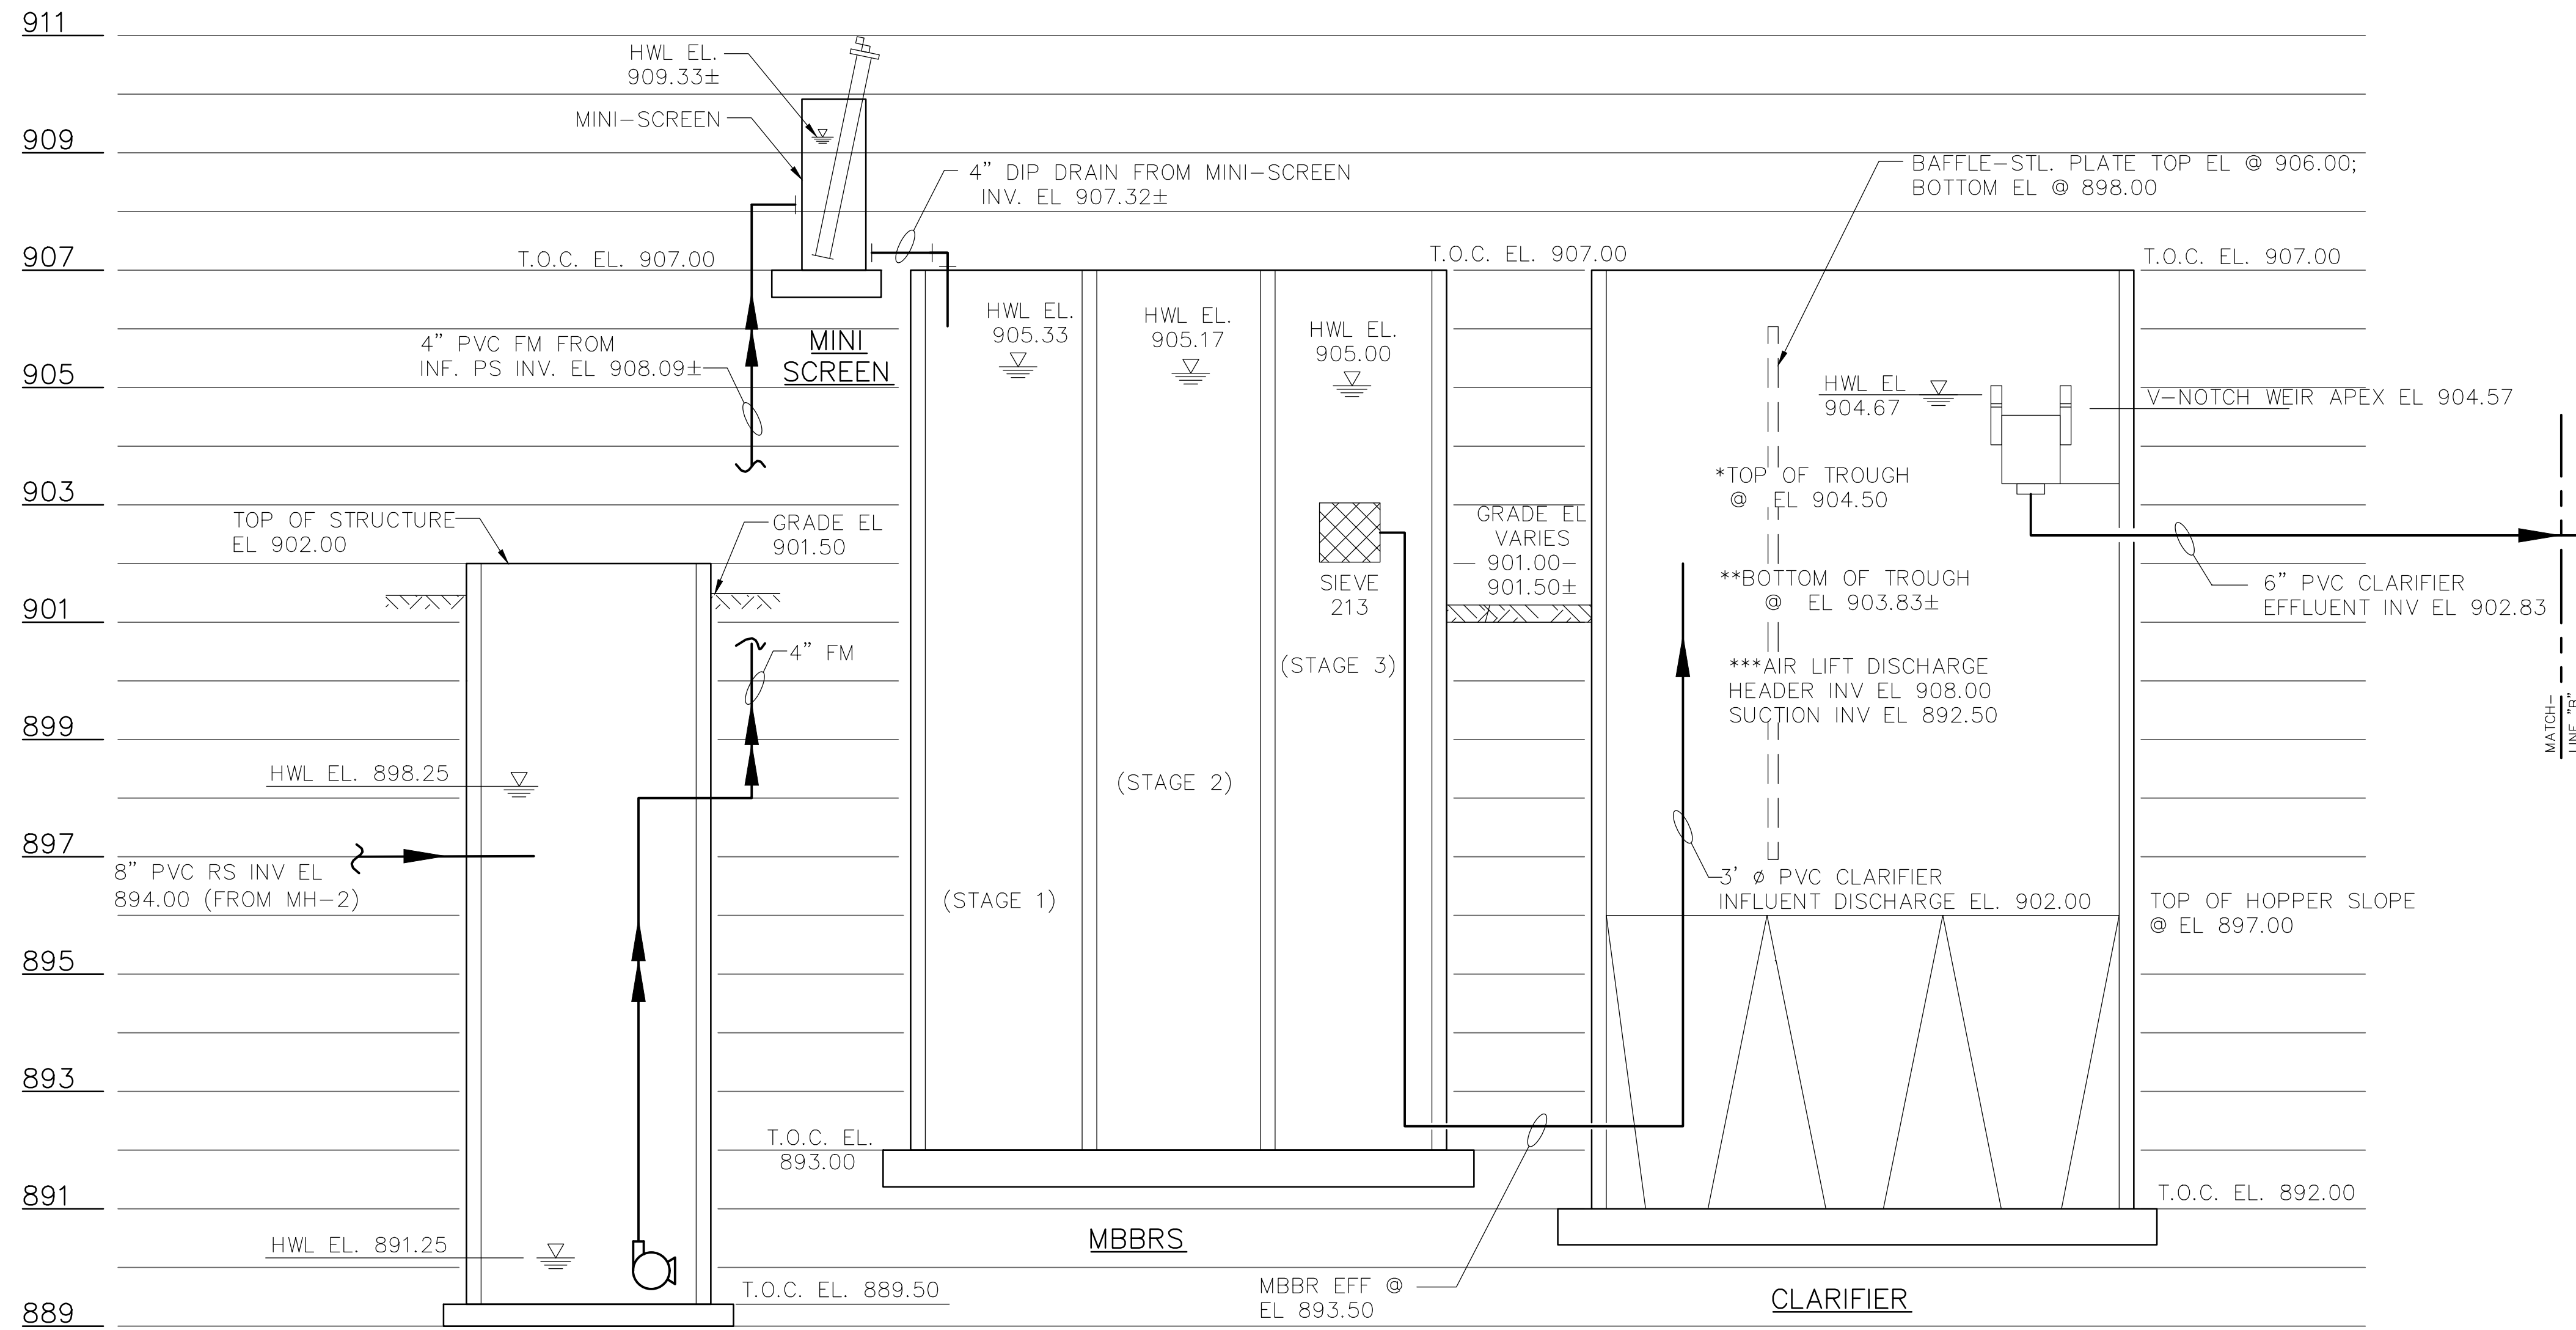 911
909
907
905
903
901
899
897
895
893
891
889
HWL EL.
909.33±
MINI-SCREEN
4" DIP DRAIN FROM MINI-SCREEN
INV. EL 907.32±
T.O.C. EL. 907.00
4" PVC FM FROM
INF. PS INV. EL 908.09±
MINI
SCREEN
TOP OF STRUCTURE
EL 902.00
GRADE EL
901.50
4" FM
HWL EL. 898.25
8" PVC RS INV EL
894.00 (FROM MH-2)
HWL EL. 891.25
T.O.C. EL. 889.50
HWL EL.
905.33
HWL EL.
905.17
HWL EL.
905.00
T.O.C. EL. 907.00
SIEVE
213
(STAGE 1)
(STAGE 2)
(STAGE 3)
T.O.C. EL.
893.00
MBBRS
GRADE EL
VARIES
901.00-
901.50±
MBBR EFF @
EL 893.50
BAFFLE-STL. PLATE TOP EL @ 906.00;
BOTTOM EL @ 898.00
T.O.C. EL. 907.00
HWL EL
904.67
V-NOTCH WEIR APEX EL 904.57
*TOP OF TROUGH
@ EL 904.50
**BOTTOM OF TROUGH
@ EL 903.83±
***AIR LIFT DISCHARGE
HEADER INV EL 908.00
SUCTION INV EL 892.50
6" PVC CLARIFIER
EFFLUENT INV EL 902.83
3' ø PVC CLARIFIER
INFLUENT DISCHARGE EL. 902.00
TOP OF HOPPER SLOPE
@ EL 897.00
T.O.C. EL. 892.00
CLARIFIER
MATCH-
LINE "B"